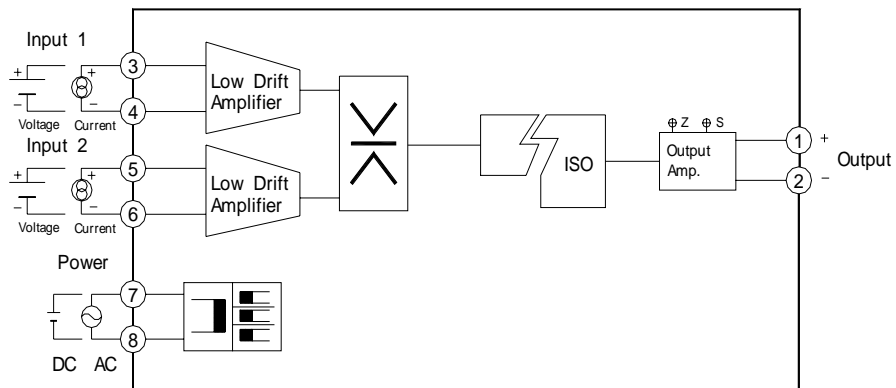 Input 1
+
−
+
−
Voltage
Current
3
4
Low Drift
Amplifier
Input 2
+
−
+
−
Voltage
Current
5
6
Low Drift
Amplifier
ISO
Z
S
Output
Amp.
1
+
2
−
Output
Power
7
8
DC
AC